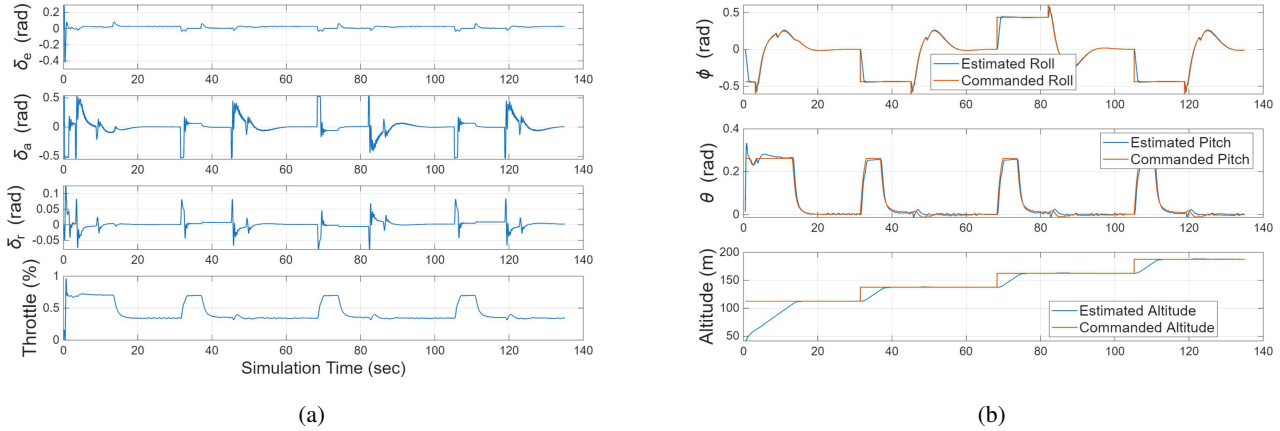 0.2
0
-0.2
-0.4
δe (rad)
0 20 40 60 80 100 120 140
0.5
0
-0.5
δa (rad)
0 20 40 60 80 100 120 140
0.1
0.05
0
-0.05
δr (rad)
0 20 40 60 80 100 120 140
1
0.5
0
Throttle (%)
0 20 40 60 80 100 120 140
Simulation Time (sec)
(a)
0.5
0
-0.5
ϕ (rad)
Estimated Roll
Commanded Roll
0 20 40 60 80 100 120 140
0.4
0.2
0
θ (rad)
Estimated Pitch
Commanded Pitch
0 20 40 60 80 100 120 140
200
150
100
50
Altitude (m)
Estimated Altitude
Commanded Altitude
0 20 40 60 80 100 120 140
(b)